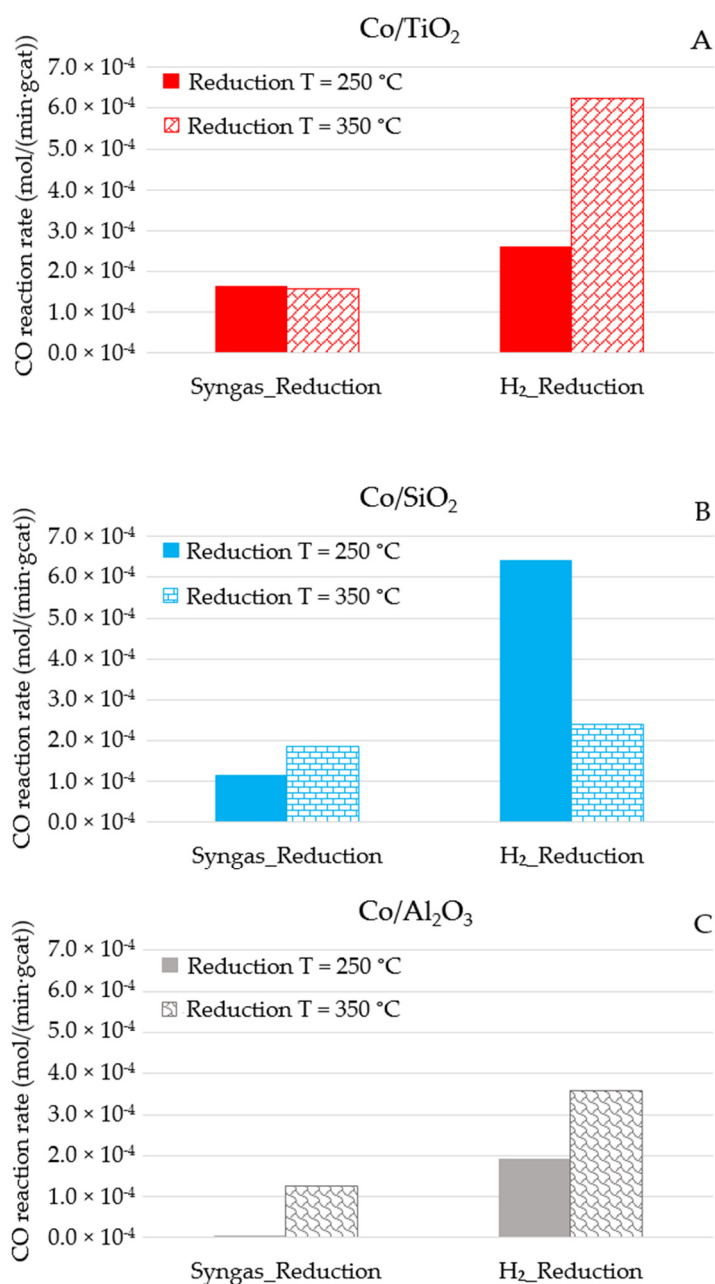 Co/TiO₂
A
CO reaction rate (mol/(min·gcat))
7.0 × 10⁻⁴
6.0 × 10⁻⁴
5.0 × 10⁻⁴
4.0 × 10⁻⁴
3.0 × 10⁻⁴
2.0 × 10⁻⁴
1.0 × 10⁻⁴
0.0 × 10⁻⁴
Reduction T = 250 °C
Reduction T = 350 °C
Syngas_Reduction
H₂_Reduction
Co/SiO₂
B
CO reaction rate (mol/(min·gcat))
7.0 × 10⁻⁴
6.0 × 10⁻⁴
5.0 × 10⁻⁴
4.0 × 10⁻⁴
3.0 × 10⁻⁴
2.0 × 10⁻⁴
1.0 × 10⁻⁴
0.0 × 10⁻⁴
Reduction T = 250 °C
Reduction T = 350 °C
Syngas_Reduction
H₂_Reduction
Co/Al₂O₃
C
CO reaction rate (mol/(min·gcat))
7.0 × 10⁻⁴
6.0 × 10⁻⁴
5.0 × 10⁻⁴
4.0 × 10⁻⁴
3.0 × 10⁻⁴
2.0 × 10⁻⁴
1.0 × 10⁻⁴
0.0 × 10⁻⁴
Reduction T = 250 °C
Reduction T = 350 °C
Syngas_Reduction
H₂_Reduction